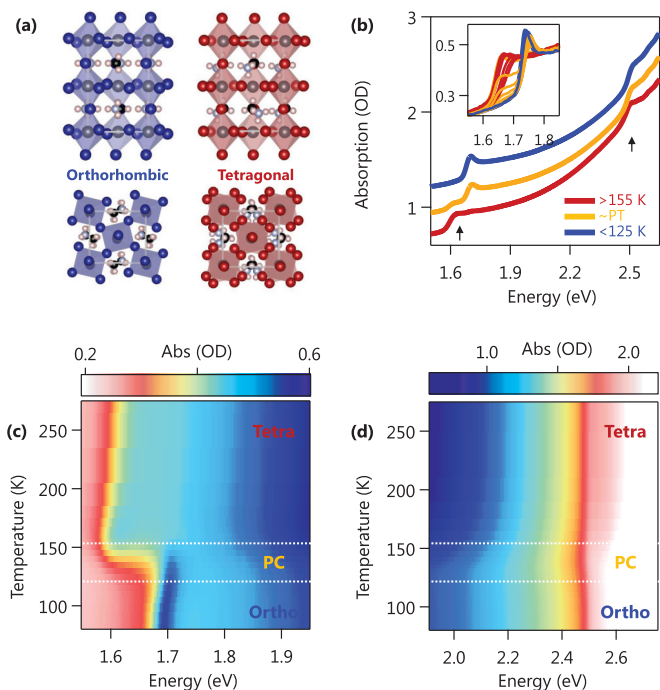 (a)
Orthorhombic
Tetragonal
(b)
Absorption (OD)
3
2
1
0.5
0.3
1.6
1.7
1.8
>155 K
~PT
<125 K
1.6
1.9
2.2
2.5
Energy (eV)
0.2
Abs (OD)
0.6
(c)
Temperature (K)
250
200
150
100
Tetra
PC
Ortho
1.6
1.7
1.8
1.9
Energy (eV)
1.0
Abs (OD)
2.0
(d)
Temperature (K)
250
200
150
100
Tetra
PC
Ortho
2.0
2.2
2.4
2.6
Energy (eV)